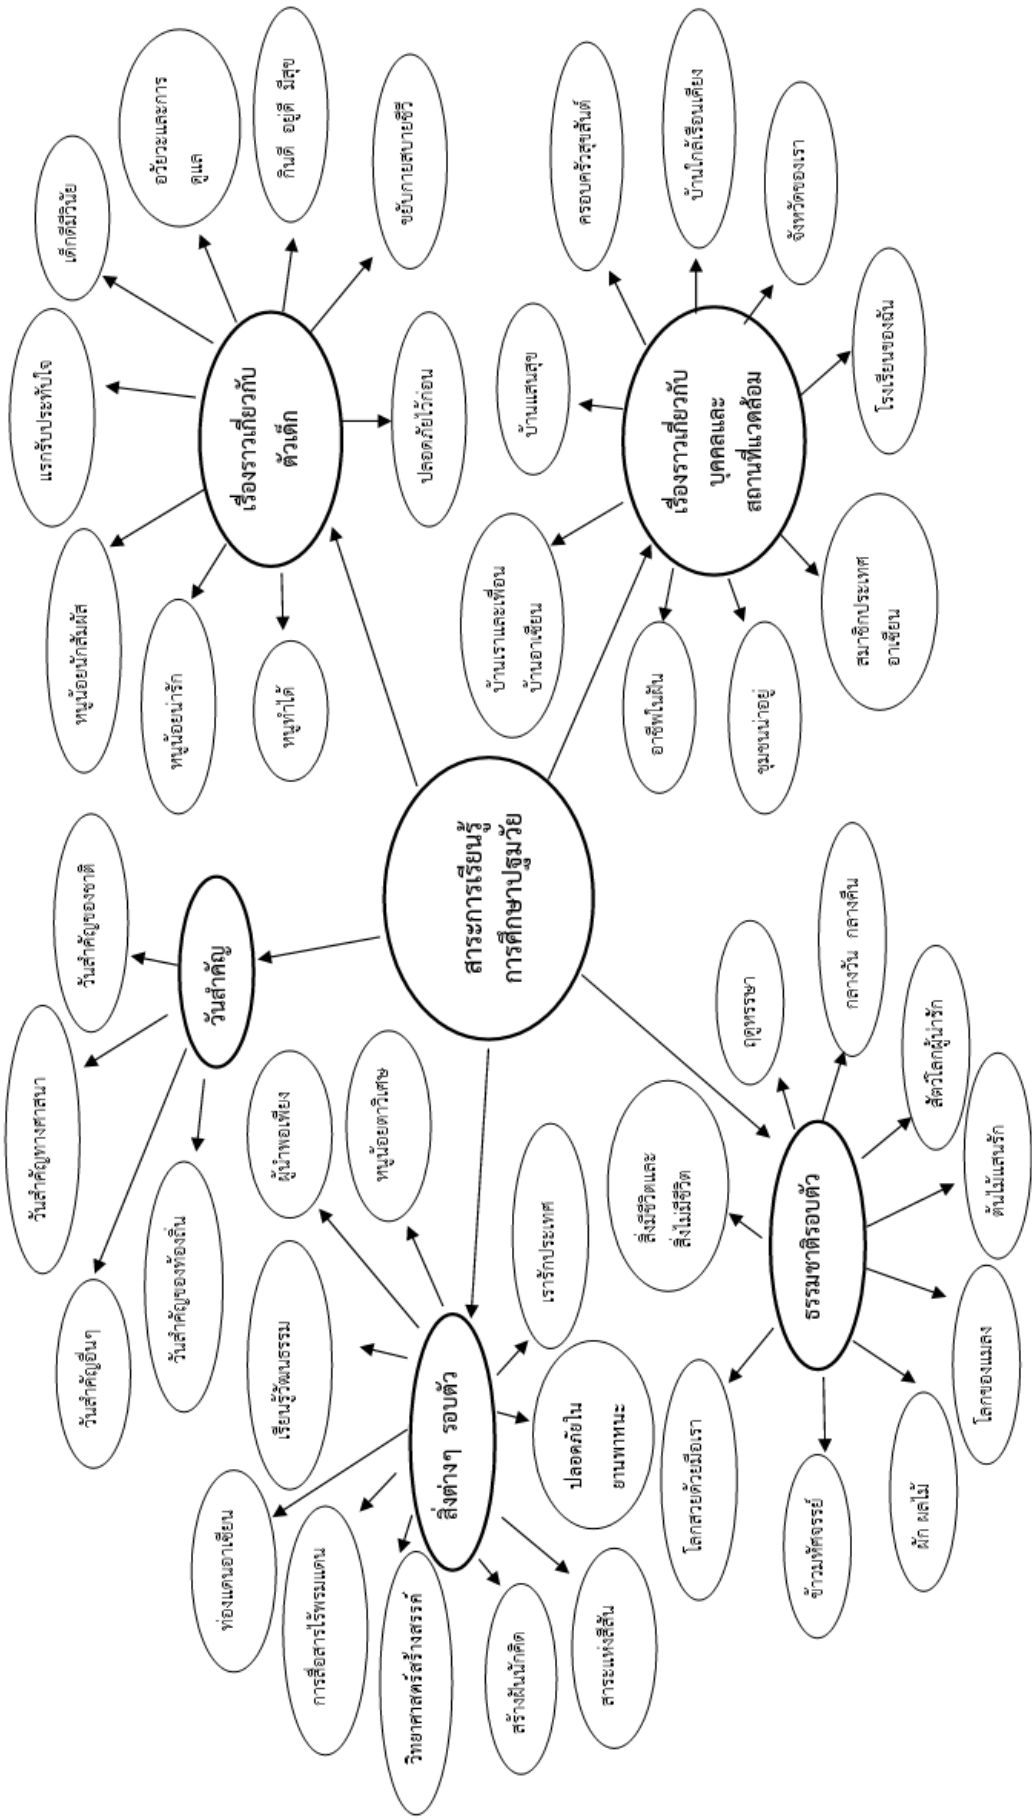 สาระการเรียนรู้
การศึกษาปฐมวัย
เรื่องราวเกี่ยวกับ
ตัวเด็ก
หนูทำได้
หนูน้อยน่ารัก
หนูน้อยนักสัมผัส
แรกรับประทับใจ
เด็กดีมีวินัย
อวัยวะและการ
ดูแล
กินดี อยู่ดี มีสุข
ขยับกายสบายชีวี
ปลอดภัยไว้ก่อน
เรื่องราวเกี่ยวกับ
บุคคลและ
สถานที่แวดล้อม
บ้านเราและเพื่อน
บ้านอาเซียน
บ้านแสนสุข
ครอบครัวสุขสันต์
บ้านใกล้เรือนเคียง
จังหวัดของเรา
โรงเรียนของฉัน
สมาชิกประเทศ
อาเซียน
ชุมชนน่าอยู่
อาชีพในฝัน
ธรรมชาติรอบตัว
สิ่งมีชีวิตและ
สิ่งไม่มีชีวิต
ฤดูหรรษา
กลางวัน กลางคืน
สัตว์โลกผู้น่ารัก
ต้นไม้แสนรัก
โลกของแมลง
ผัก ผลไม้
ข้าวมหัศจรรย์
โลกสวยด้วยมือเรา
สิ่งต่างๆ รอบตัว
เรารักประเทศ
ปลอดภัยใน
ยานพาหนะ
สาระแห่งสีสัน
สร้างฝันนักคิด
วิทยาศาสตร์สร้างสรรค์
การสื่อสารไร้พรมแดน
ท่องแดนอาเซียน
เรียนรู้วัฒนธรรม
ผู้นำพอเพียง
หนูน้อยตาวิเศษ
วันสำคัญ
วันสำคัญของท้องถิ่น
วันสำคัญอื่นๆ
วันสำคัญทางศาสนา
วันสำคัญของชาติ